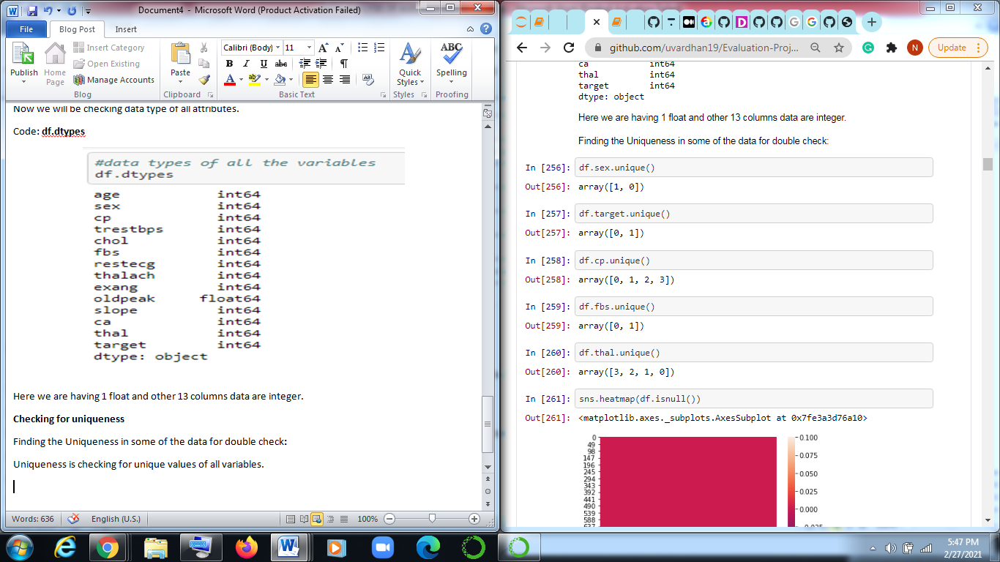 Document4 - Microsoft Word (Product Activation Failed)
File
Blog Post
Insert
Publish
Home Page
Insert Category
Open Existing
Manage Accounts
Blog
Paste
Clipboard
Calibri (Body)
11
B I U abc
A
aby
A
Basic Text
Quick Styles
Styles
ABC
Spelling
Proofing
Now we will be checking data type of all attributes.
Code: df.dtypes
#data types of all the variables
df.dtypes
age int64
sex int64
cp int64
trestbps int64
chol int64
fbs int64
restecg int64
thalach int64
exang int64
oldpeak float64
slope int64
ca int64
thal int64
target int64
dtype: object
Here we are having 1 float and other 13 columns data are integer.
Checking for uniqueness
Finding the Uniqueness in some of the data for double check:
Uniqueness is checking for unique values of all variables.
Words: 636
English (U.S.)
100%
github.com/uvardhan19/Evaluation-Proj...
N
Update
ca int64
thal int64
target int64
dtype: object
Here we are having 1 float and other 13 columns data are integer.
Finding the Uniqueness in some of the data for double check:
In [256]: df.sex.unique()
Out[256]: array([1, 0])
In [257]: df.target.unique()
Out[257]: array([0, 1])
In [258]: df.cp.unique()
Out[258]: array([0, 1, 2, 3])
In [259]: df.fbs.unique()
Out[259]: array([0, 1])
In [260]: df.thal.unique()
Out[260]: array([3, 2, 1, 0])
In [261]: sns.heatmap(df.isnull())
Out[261]: <matplotlib.axes._subplots.AxesSubplot at 0x7fe3a3d76a10>
0
49
98
147
196
245
294
343
392
441
490
539
588
637
0.100
0.075
0.050
0.025
0.000
5:47 PM
2/27/2021